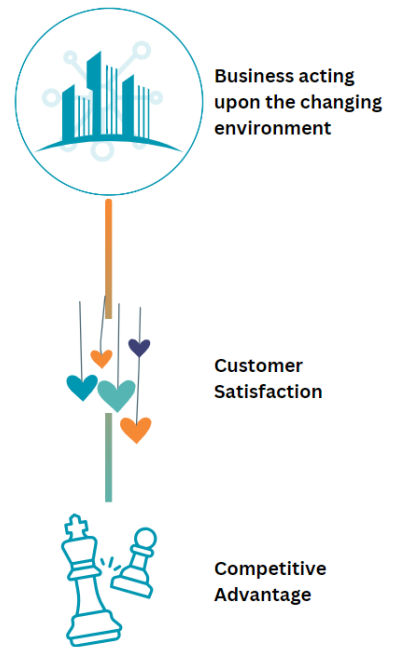 Business acting
upon the changing
environment
Customer
Satisfaction
Competitive
Advantage